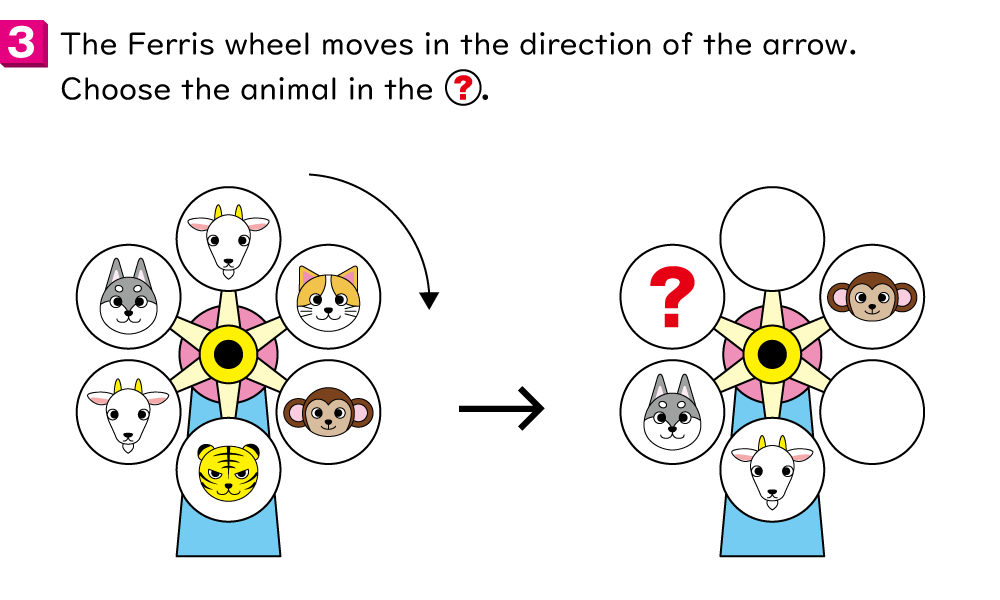 3 The Ferris wheel moves in the direction of the arrow.
Choose the animal in the ?.
?